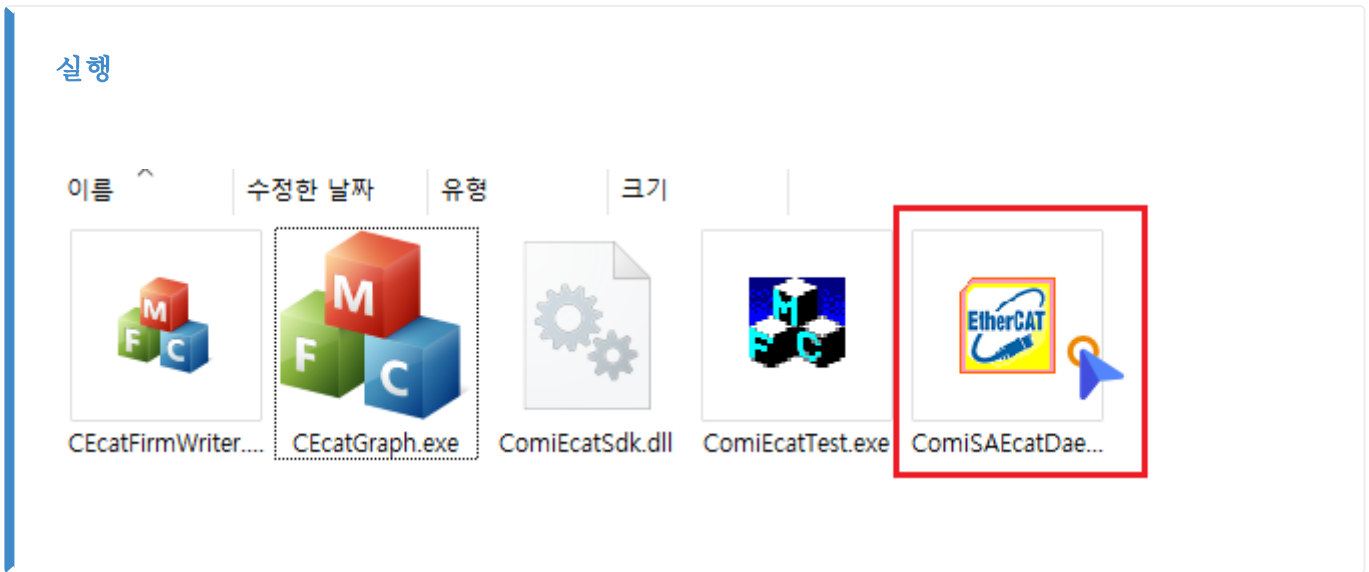 실행
이름 수정한 날짜 유형 크기
M F C M F C M F C EtherCAT
CEcatFirmWriter.... CEcatGraph.exe ComiEcatSdk.dll ComiEcatTest.exe ComiSAEcatDae...